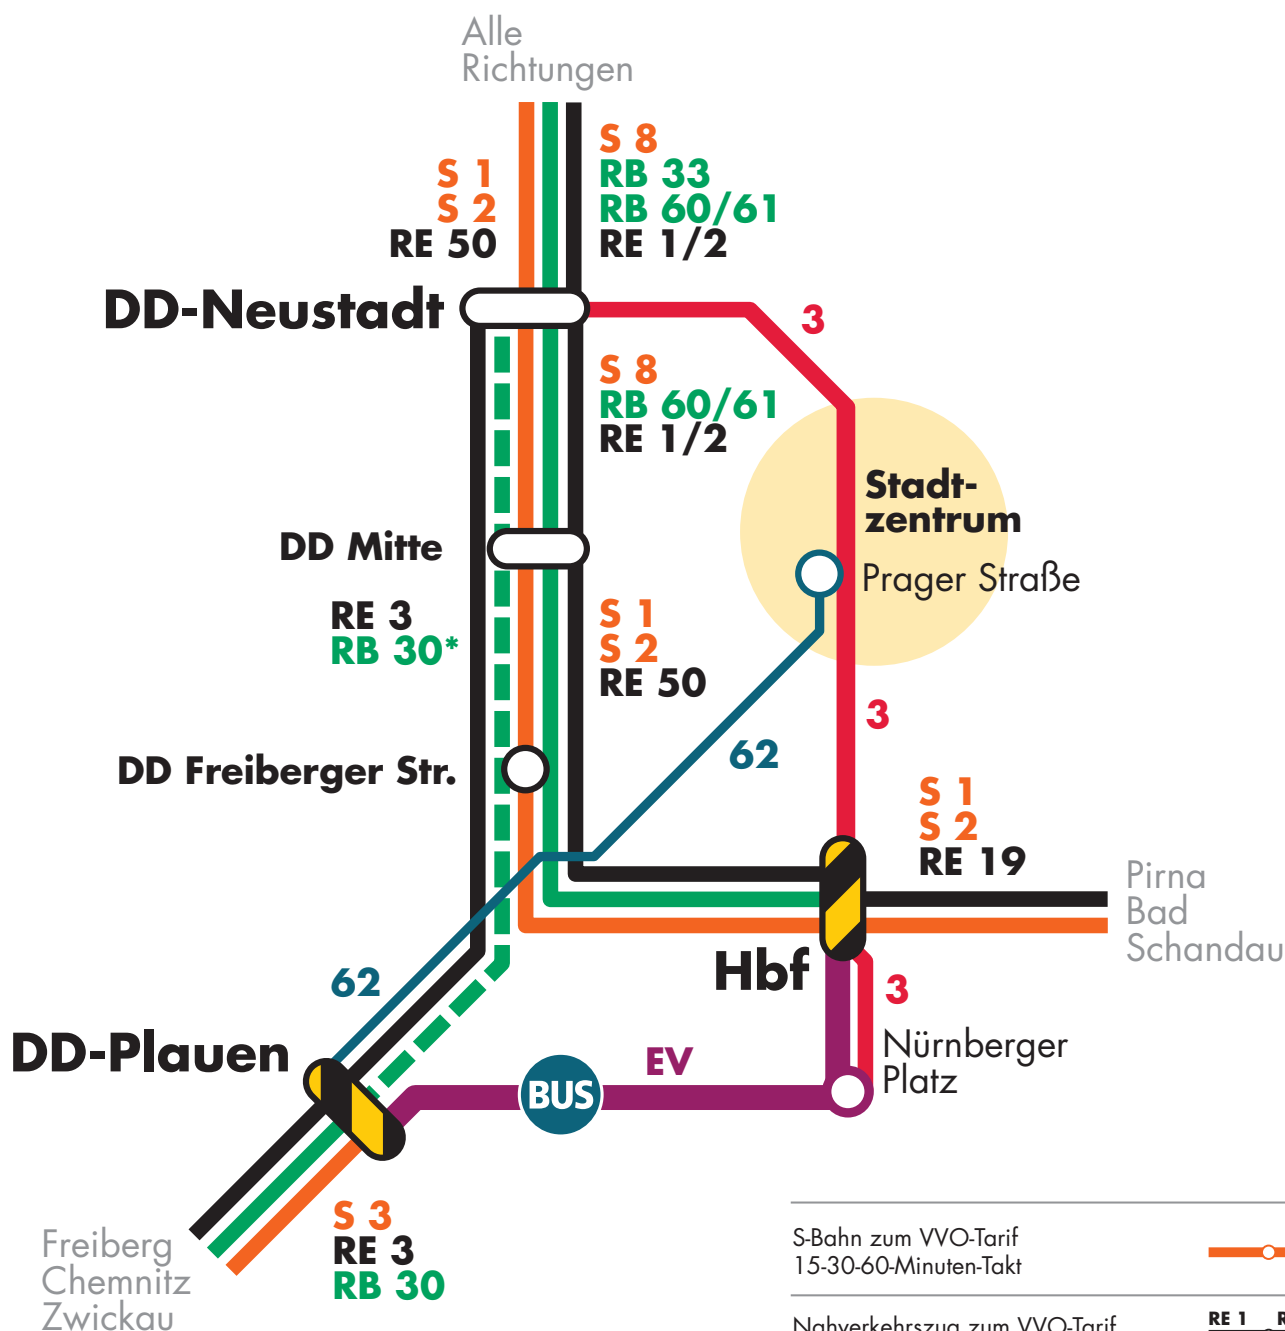 Alle
Richtungen
S 1
S 2
RE 50
S 8
RB 33
RB 60/61
RE 1/2
DD-Neustadt
3
S 8
RB 60/61
RE 1/2
Stadt-
zentrum
Prager Straße
DD Mitte
RE 3
RB 30*
S 1
S 2
RE 50
3
62
DD Freiberger Str.
S 1
S 2
RE 19
Pirna
Bad
Schandau
Hbf
62
3
DD-Plauen
Nürnberger
Platz
EV
BUS
S 3
RE 3
RB 30
Freiberg
Chemnitz
Zwickau
S-Bahn zum VVO-Tarif
15-30-60-Minuten-Takt
Nahverkehrszug zum VVO-Tarif
RE 1